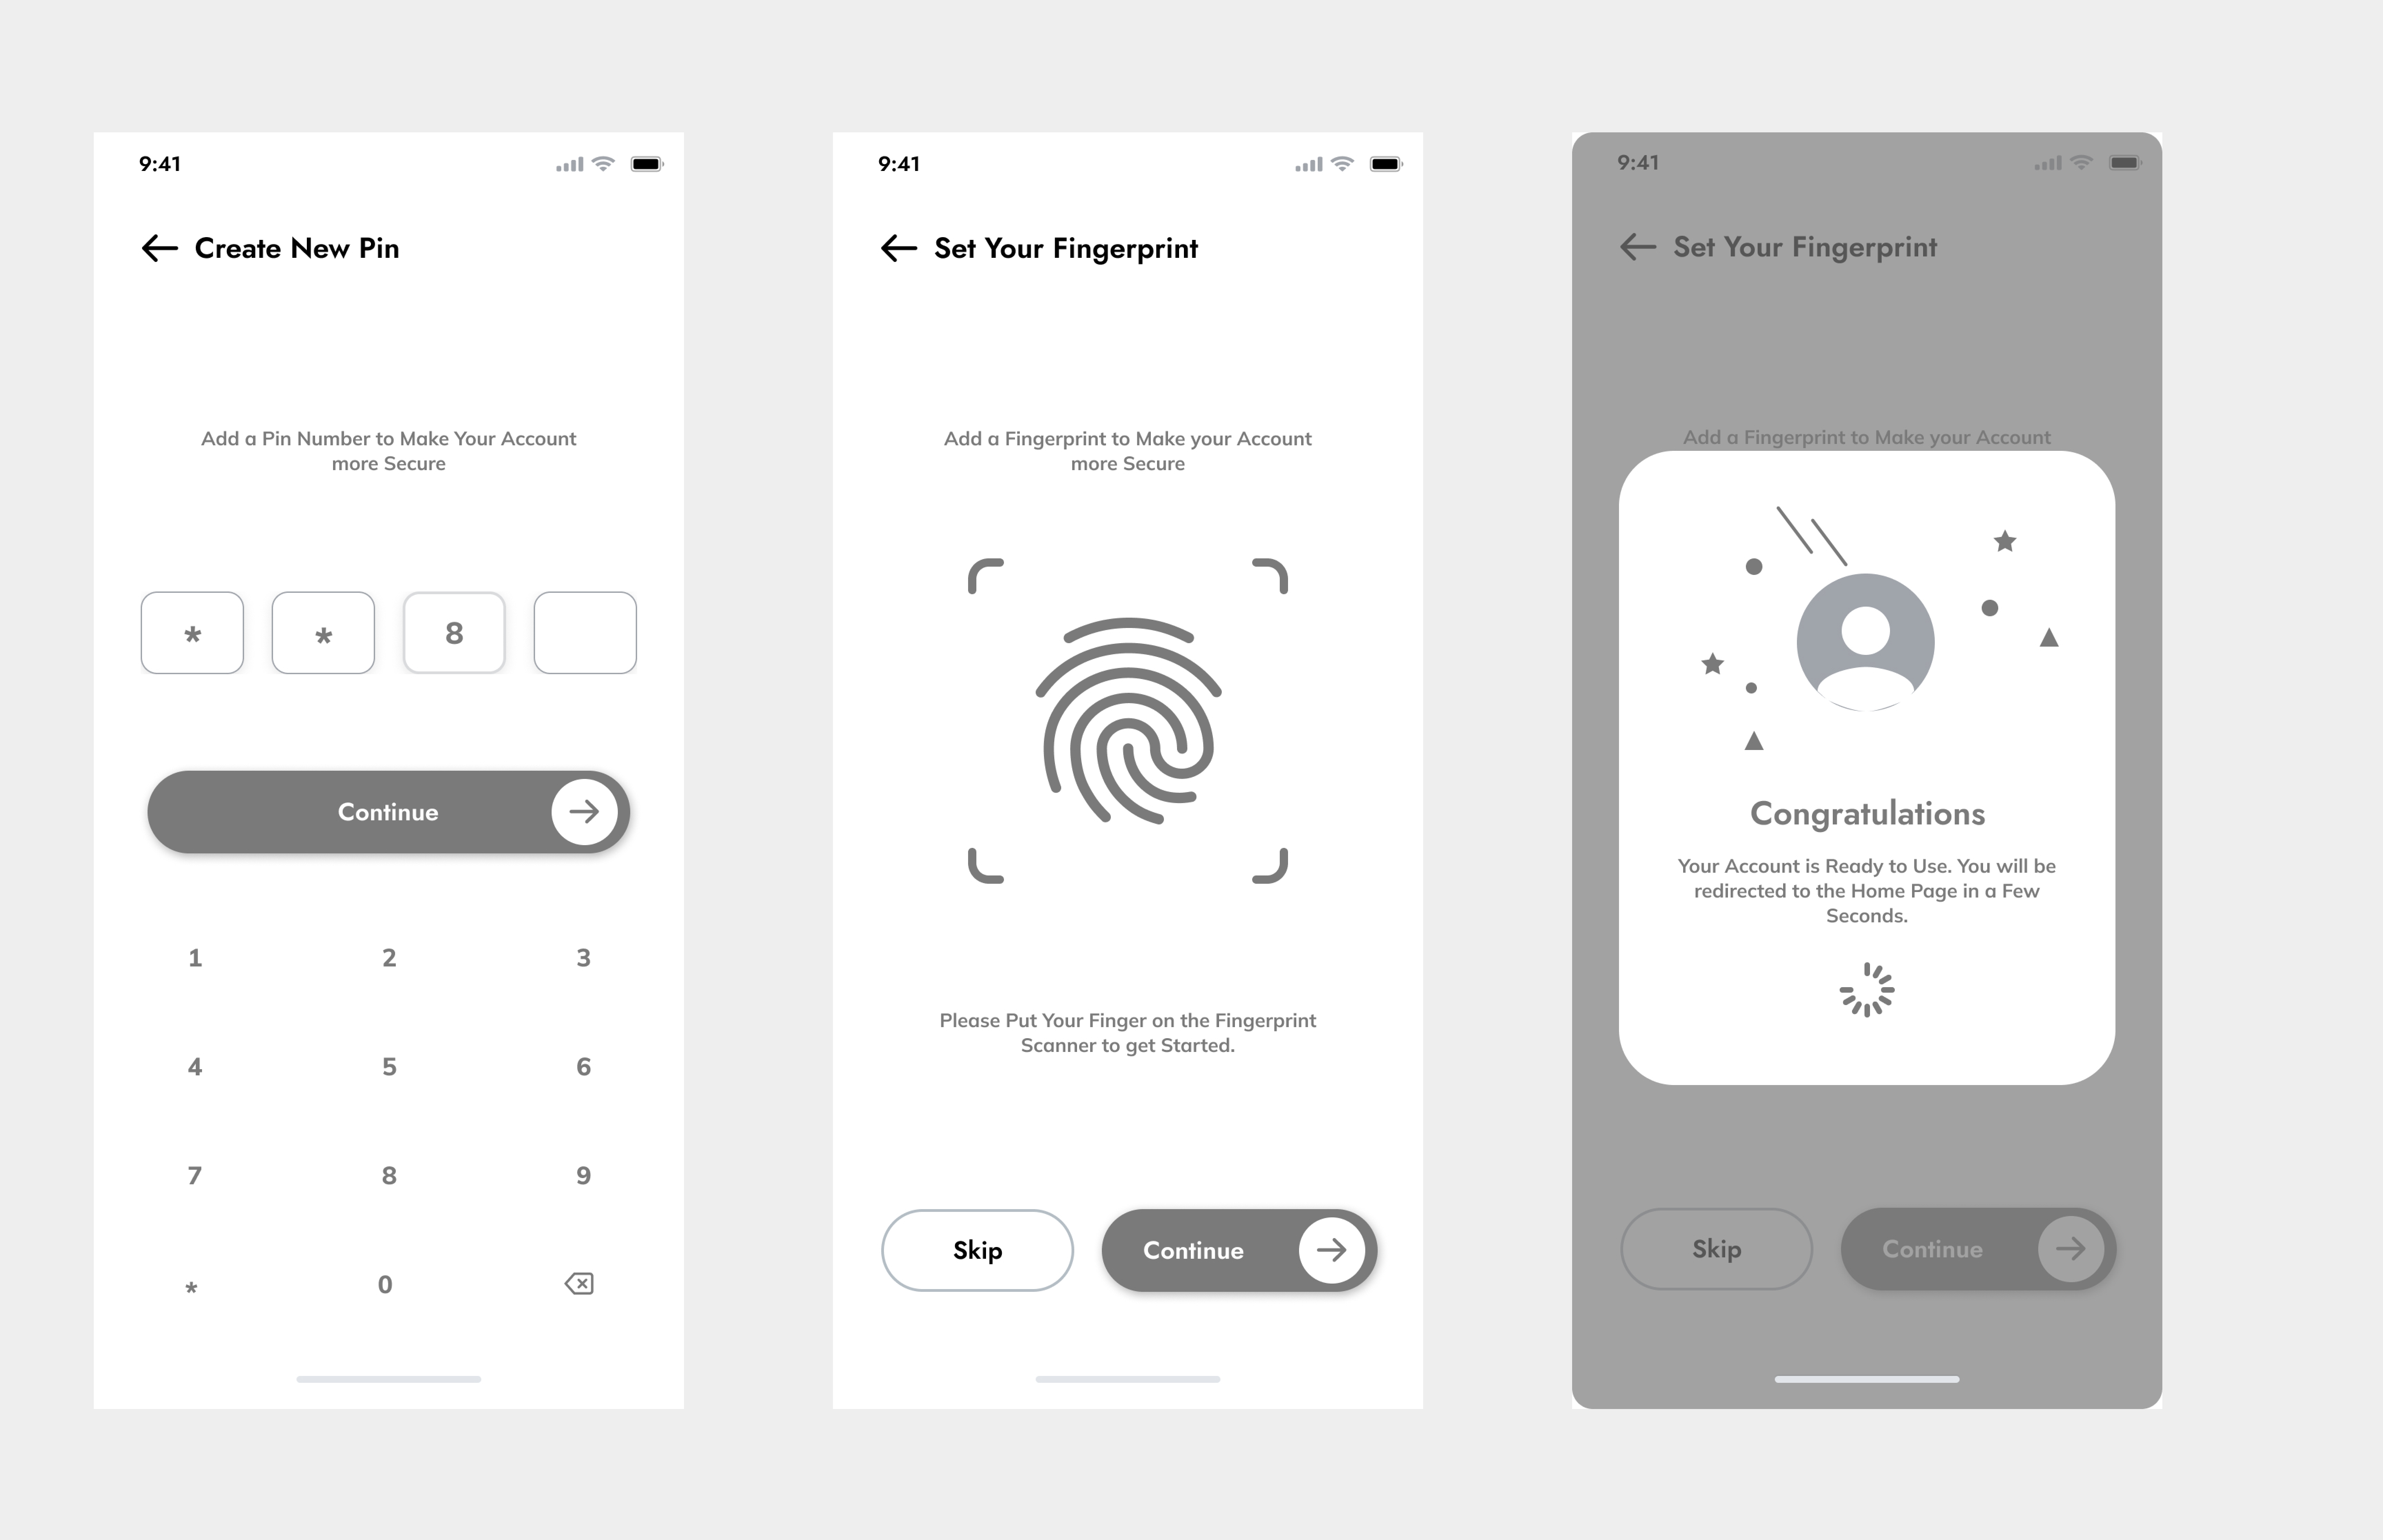 9:41
Create New Pin
Add a Pin Number to Make Your Account
more Secure
* * 8
Continue
1 2 3
4 5 6
7 8 9
* 0
9:41
Set Your Fingerprint
Add a Fingerprint to Make your Account
more Secure
Please Put Your Finger on the Fingerprint
Scanner to get Started.
Skip Continue
9:41
Set Your Fingerprint
Add a Fingerprint to Make your Account
Congratulations
Your Account is Ready to Use. You will be
redirected to the Home Page in a Few
Seconds.
Skip Continue